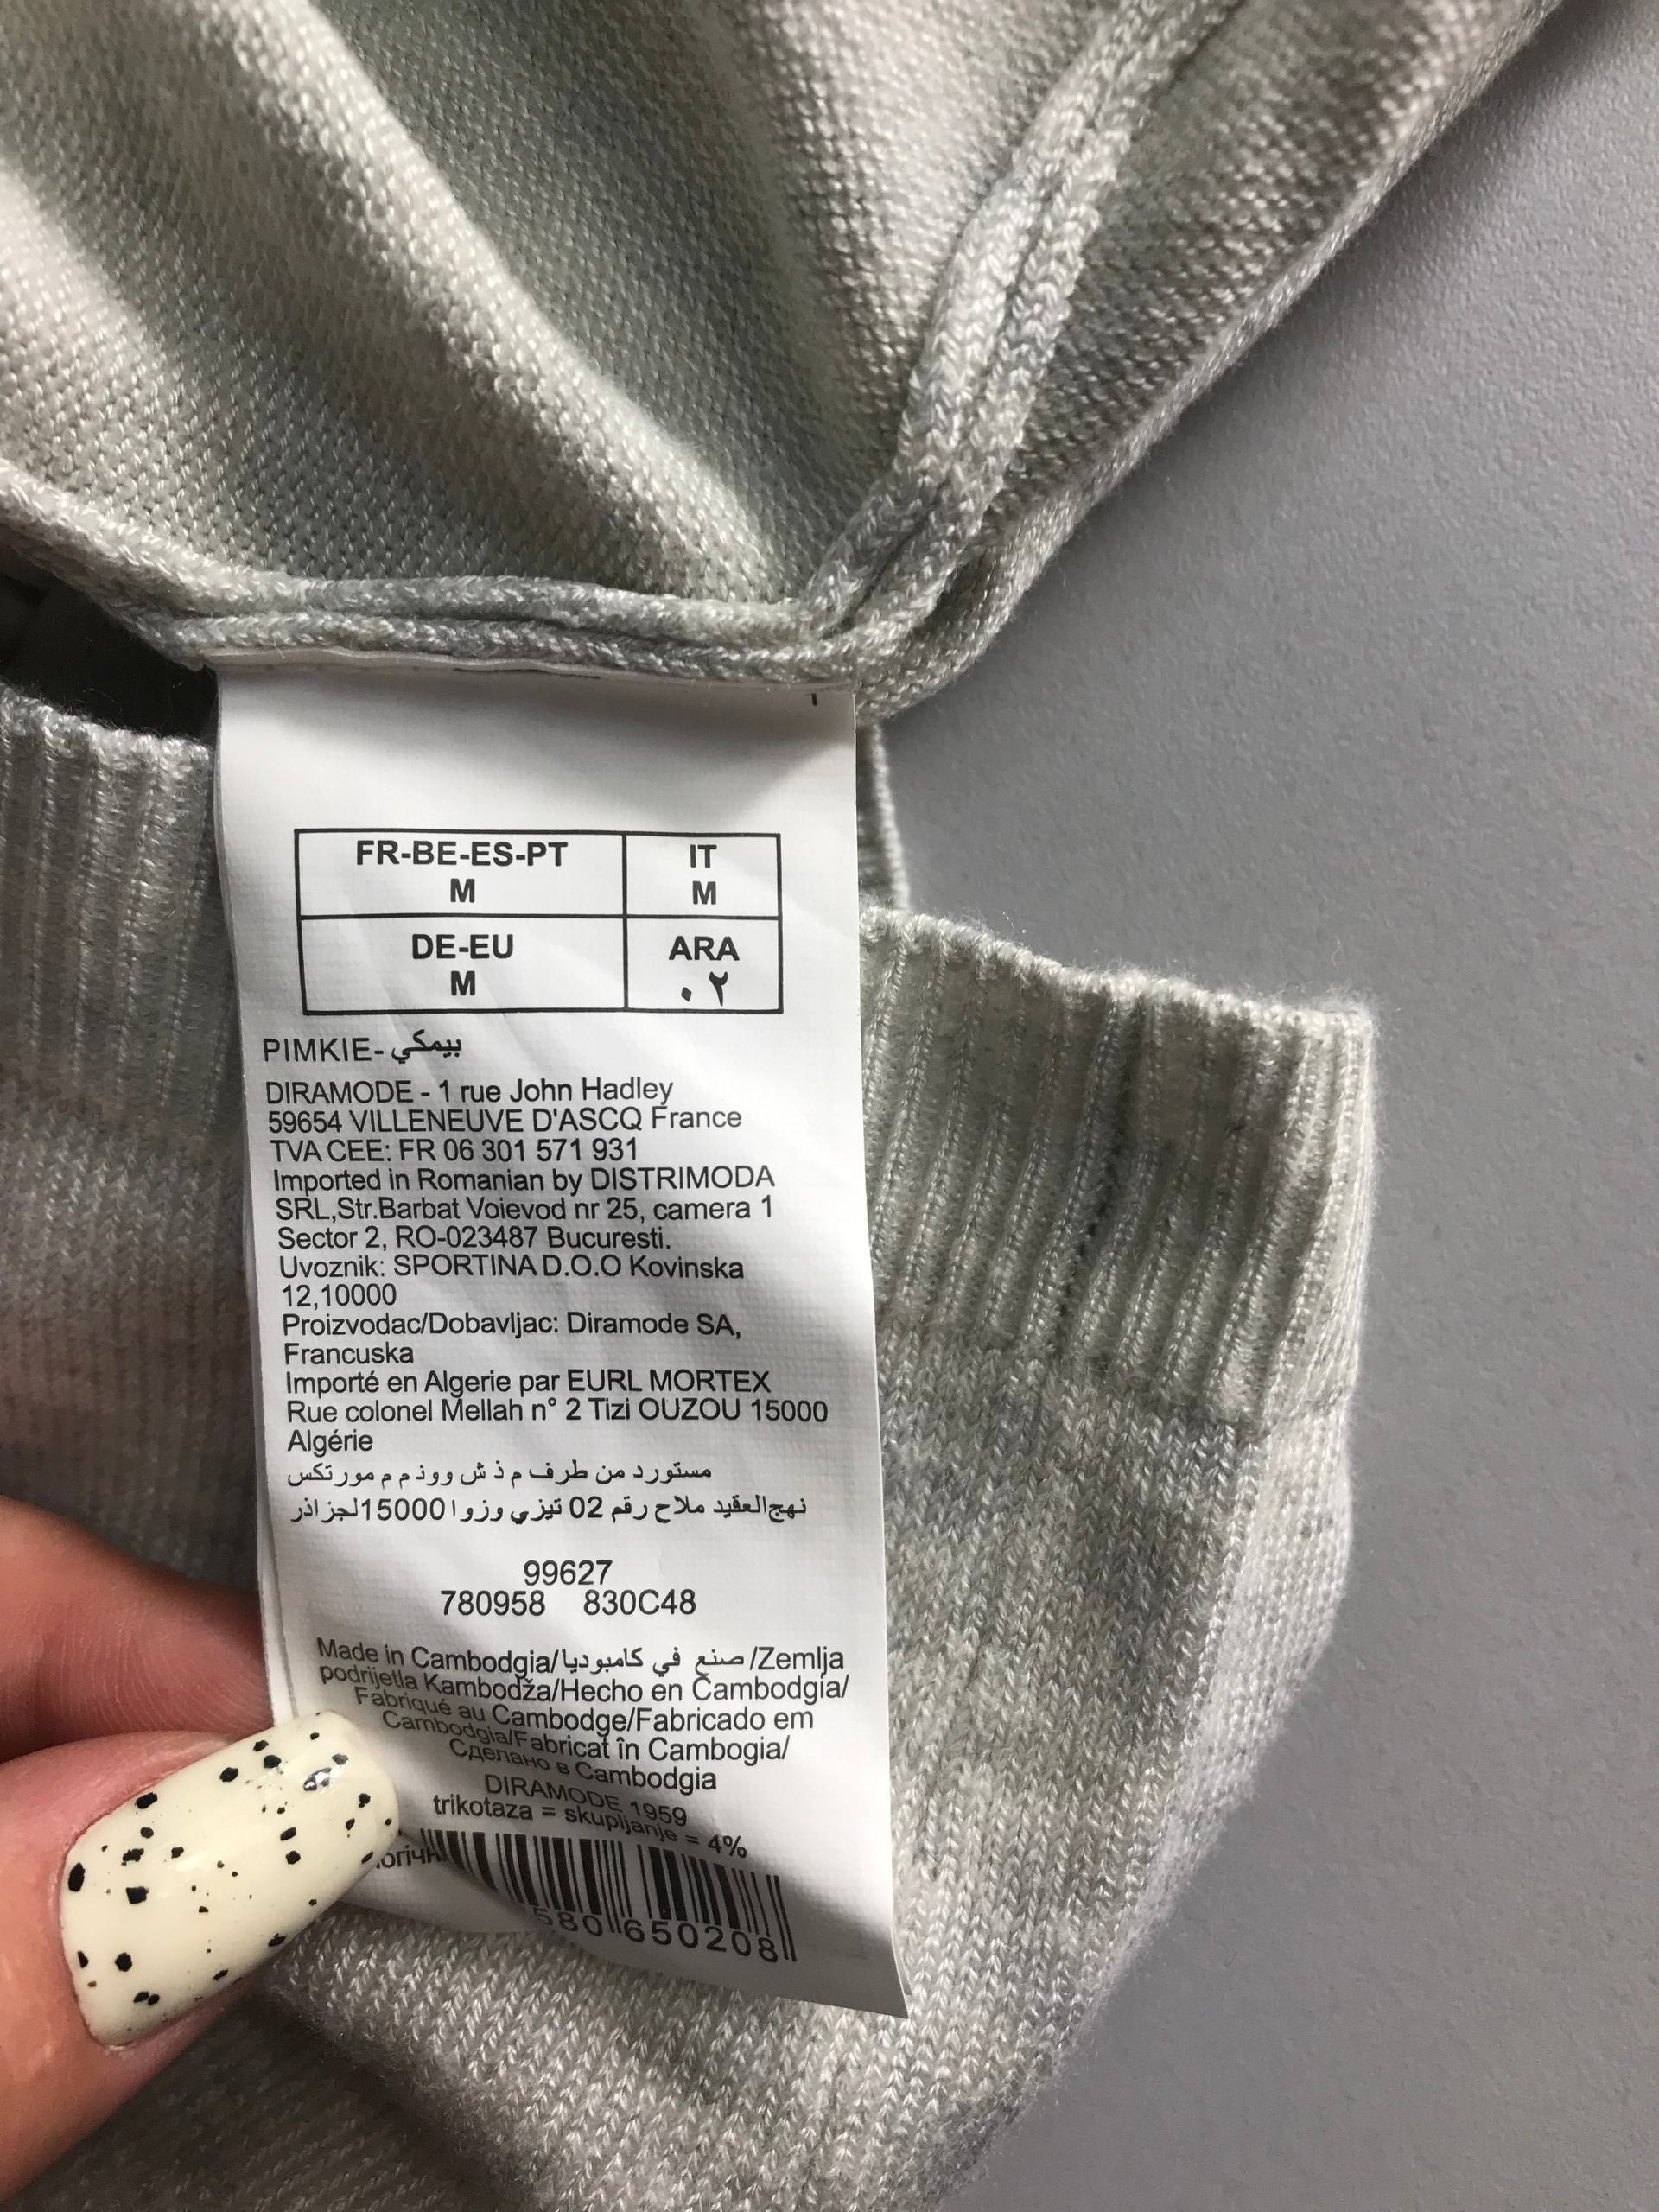 FR-BE-ES-PT IT
M M
DE-EU ARA
M ٠٢
PIMKIE- بيمكي
DIRAMODE - 1 rue John Hadley
59654 VILLENEUVE D'ASCQ France
TVA CEE: FR 06 301 571 931
Imported in Romanian by DISTRIMODA
SRL,Str.Barbat Voievod nr 25, camera 1
Sector 2, RO-023487 Bucuresti.
Uvoznik: SPORTINA D.O.O Kovinska
12,10000
Proizvodac/Dobavljac: Diramode SA,
Francuska
Importé en Algerie par EURL MORTEX
Rue colonel Mellah n° 2 Tizi OUZOU 15000
Algérie
مستورد من طرف م ذ ش وونذ م م مورتكس
نهج العقيد ملاح رقم 02 تيزي وزو 15000 الجزاذر
99627
780958 830C48
Made in Cambodgia/صنع في كامبوديا/Zemlja
podrijetla Kambodža/Hecho en Cambodgia/
Fabriqué au Cambodge/Fabricado em
Cambodgia/Fabricat în Cambogia/
Сделано в Cambodgia
DIRAMODE 1959
trikotaza = skupljanje = 4%
580 650208